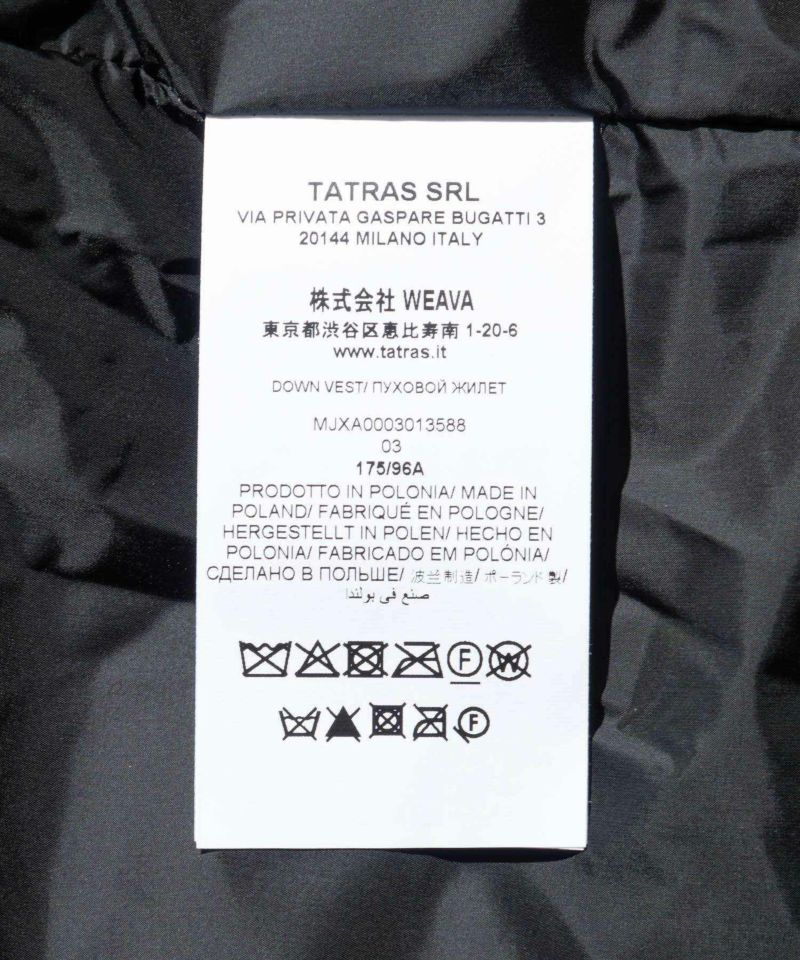 TATRAS SRL
VIA PRIVATA GASPARE BUGATTI 3
20144 MILANO ITALY
株式会社 WEAVA
東京都渋谷区恵比寿南 1-20-6
www.tatras.it
DOWN VEST/ ПУХОВОЙ ЖИЛЕТ
MJXA0003013588
03
175/96A
PRODOTTO IN POLONIA/ MADE IN
POLAND/ FABRIQUÉ EN POLOGNE/
HERGESTELLT IN POLEN/ HECHO EN
POLONIA/ FABRICADO EM POLÓNIA/
СДЕЛАНО В ПОЛЬШЕ/ 波兰制造/ ポーランド製/
صنع في بولندا
F W
F